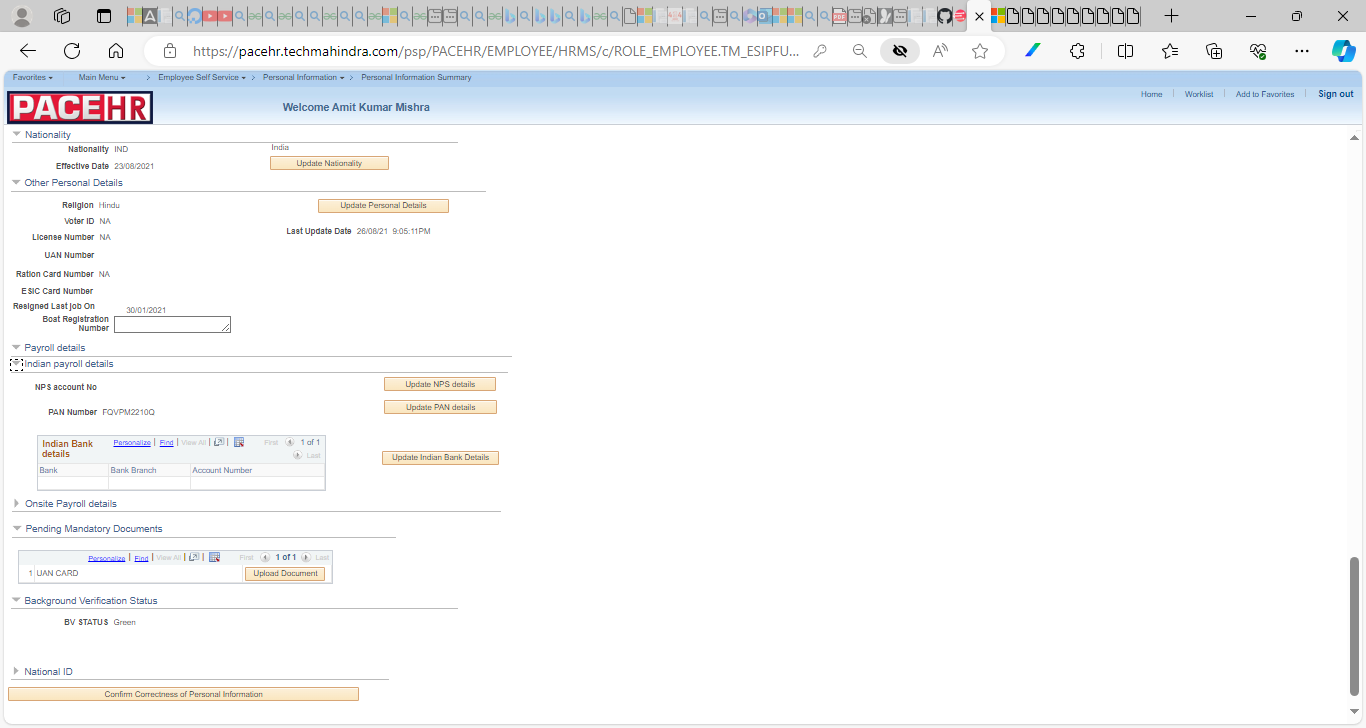 https://pacehr.techmahindra.com/psp/PACEHR/EMPLOYEE/HRMS/c/ROLE_EMPLOYEE.TM_ESIPFU...
Favorites Main Menu > Employee Self Service > Personal Information > Personal Information Summary
PACEHR
Welcome Amit Kumar Mishra
Home | Worklist | Add to Favorites | Sign out
Nationality
Nationality IND India
Effective Date 23/08/2021 Update Nationality
Other Personal Details
Religion Hindu Update Personal Details
Voter ID NA
License Number NA Last Update Date 26/08/21 9:05:11PM
UAN Number
Ration Card Number NA
ESIC Card Number
Resigned Last job On 30/01/2021
Boat Registration
Number
Payroll details
Indian payroll details
NPS account No Update NPS details
PAN Number FQVPM2210Q Update PAN details
Indian Bank
details
Personalize | Find | View All | | First 1 of 1
Last
Update Indian Bank Details
Bank Bank Branch Account Number
Onsite Payroll details
Pending Mandatory Documents
Personalize | Find | View All | | First 1 of 1 Last
1 UAN CARD Upload Document
Background Verification Status
BV STATUS Green
National ID
Confirm Correctness of Personal Information